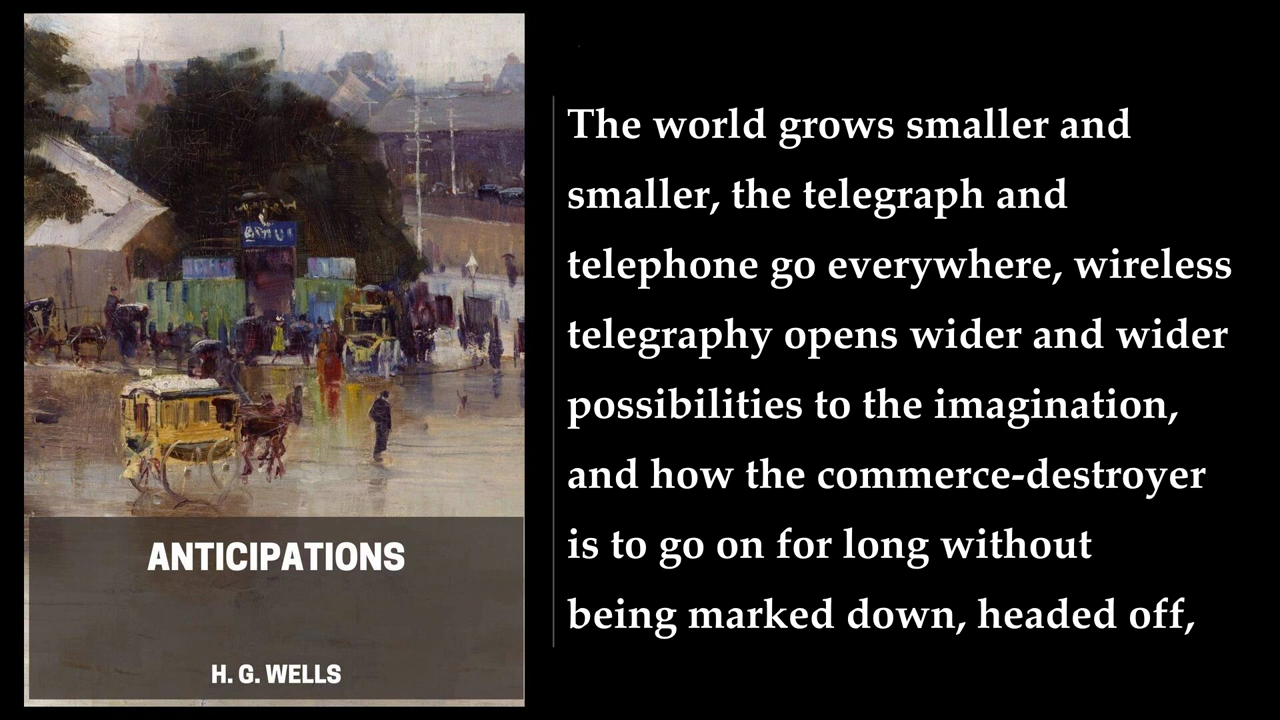 ANTICIPATIONS
H. G. WELLS
The world grows smaller and
smaller, the telegraph and
telephone go everywhere, wireless
telegraphy opens wider and wider
possibilities to the imagination,
and how the commerce-destroyer
is to go on for long without
being marked down, headed off,